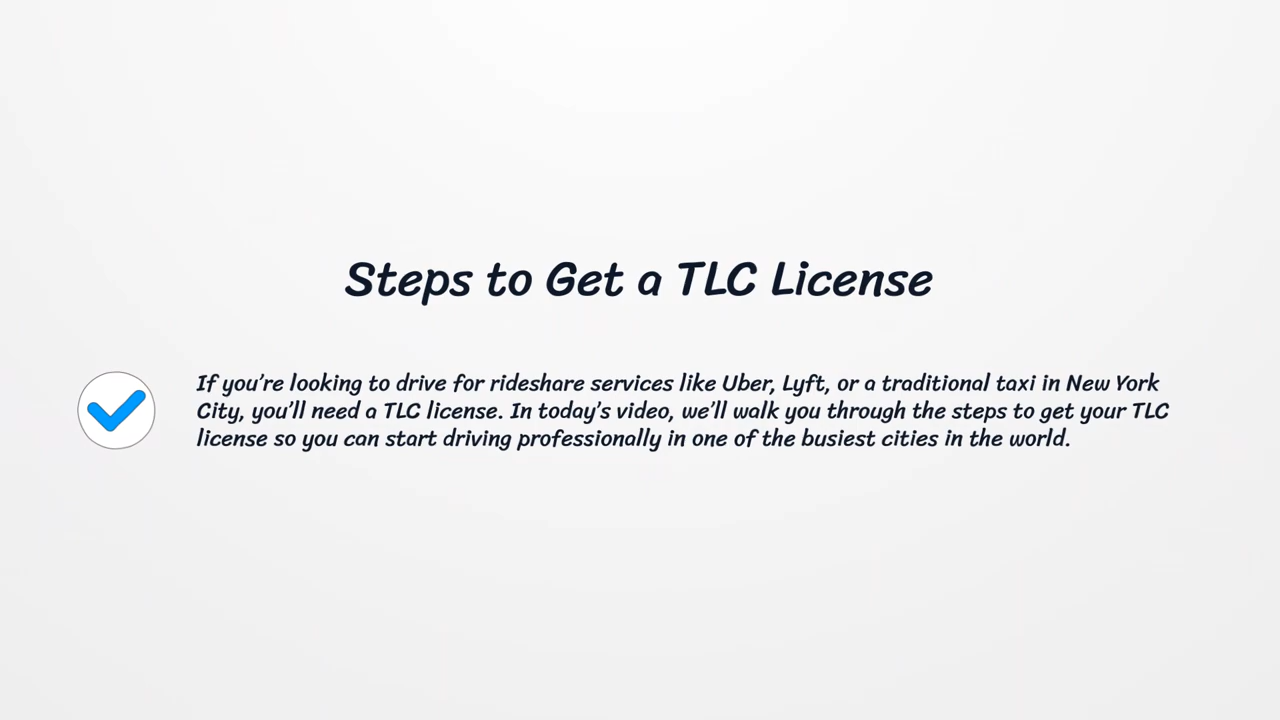 Steps to Get a TLC License
If you’re looking to drive for rideshare services like Uber, Lyft, or a traditional taxi in New York
City, you’ll need a TLC license. In today’s video, we’ll walk you through the steps to get your TLC
license so you can start driving professionally in one of the busiest cities in the world.